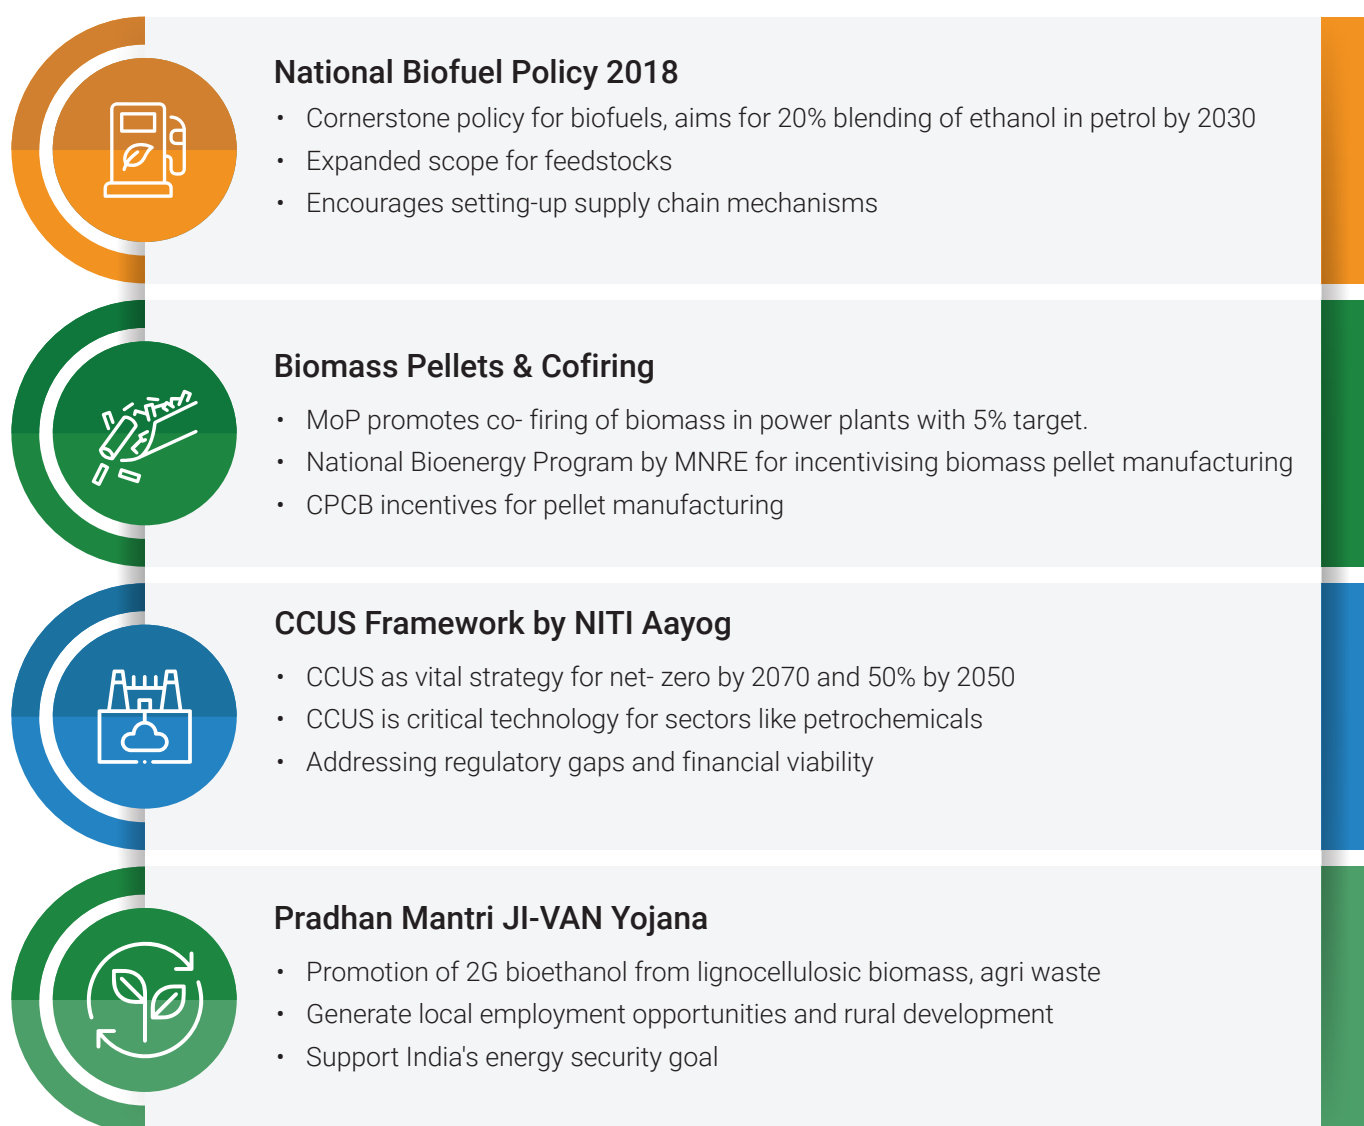 National Biofuel Policy 2018
• Cornerstone policy for biofuels, aims for 20% blending of ethanol in petrol by 2030
• Expanded scope for feedstocks
• Encourages setting-up supply chain mechanisms
Biomass Pellets & Cofiring
• MoP promotes co- firing of biomass in power plants with 5% target.
• National Bioenergy Program by MNRE for incentivising biomass pellet manufacturing
• CPCB incentives for pellet manufacturing
CCUS Framework by NITI Aayog
• CCUS as vital strategy for net- zero by 2070 and 50% by 2050
• CCUS is critical technology for sectors like petrochemicals
• Addressing regulatory gaps and financial viability
Pradhan Mantri JI-VAN Yojana
• Promotion of 2G bioethanol from lignocellulosic biomass, agri waste
• Generate local employment opportunities and rural development
• Support India's energy security goal